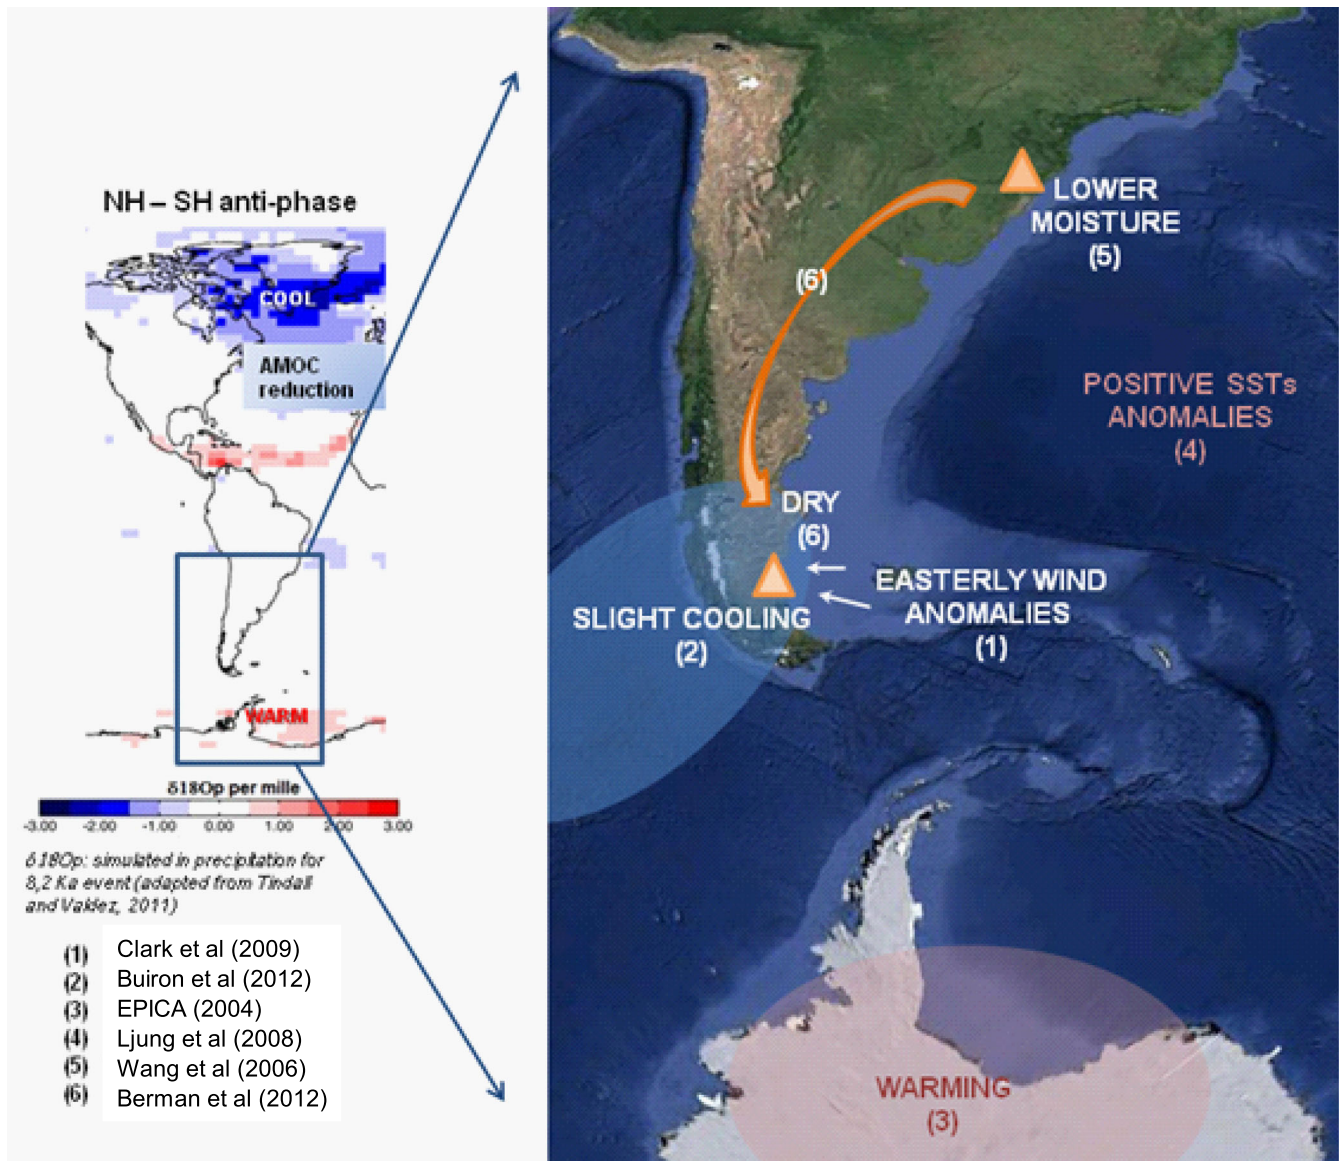 NH – SH anti-phase
COOL
AMOC
reduction
WARM
δ18Op per mille
-3.00 -2.00 -1.00 0.00 1.00 2.00 3.00
δ18Op: simulated in precipitation for
8,2 Ka event (adapted from Tindall
and Valdez, 2011)
(1) Clark et al (2009)
(2) Buiron et al (2012)
(3) EPICA (2004)
(4) Ljung et al (2008)
(5) Wang et al (2006)
(6) Berman et al (2012)
LOWER
MOISTURE
(5)
(6)
POSITIVE SSTs
ANOMALIES
(4)
DRY
(6)
EASTERLY WIND
ANOMALIES
(1)
SLIGHT COOLING
(2)
WARMING
(3)